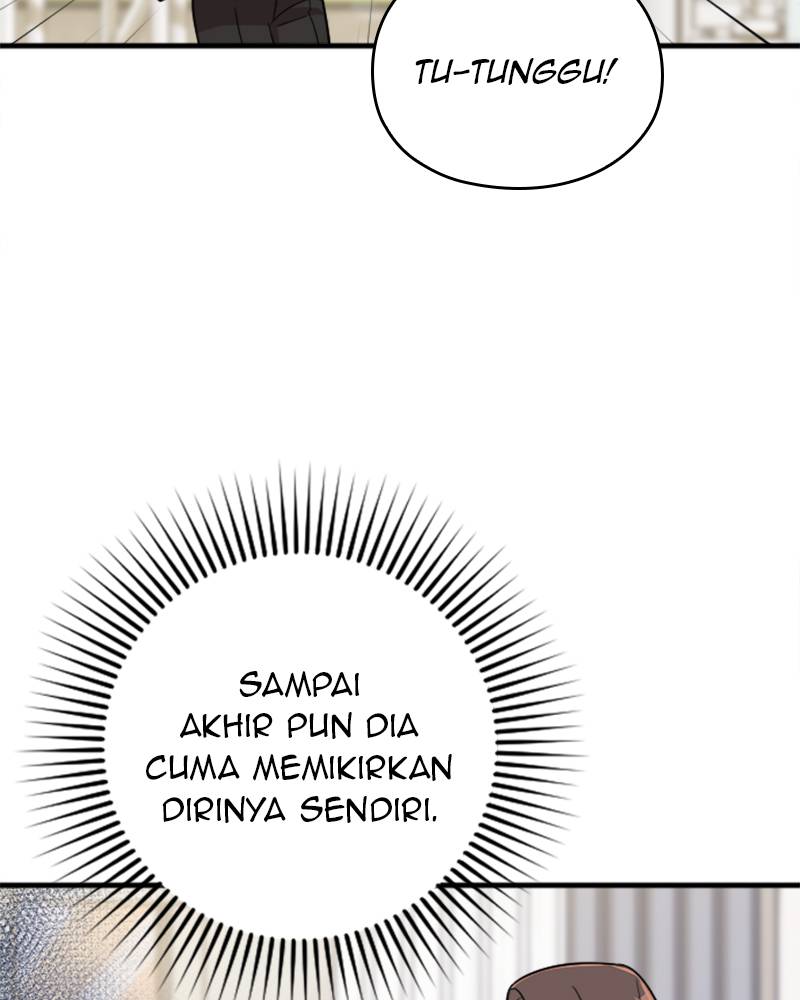 TU-TUNGGU!
SAMPAI
AKHIR PUN DIA
CUMA MEMIKIRKAN
DIRINYA SENDIRI.